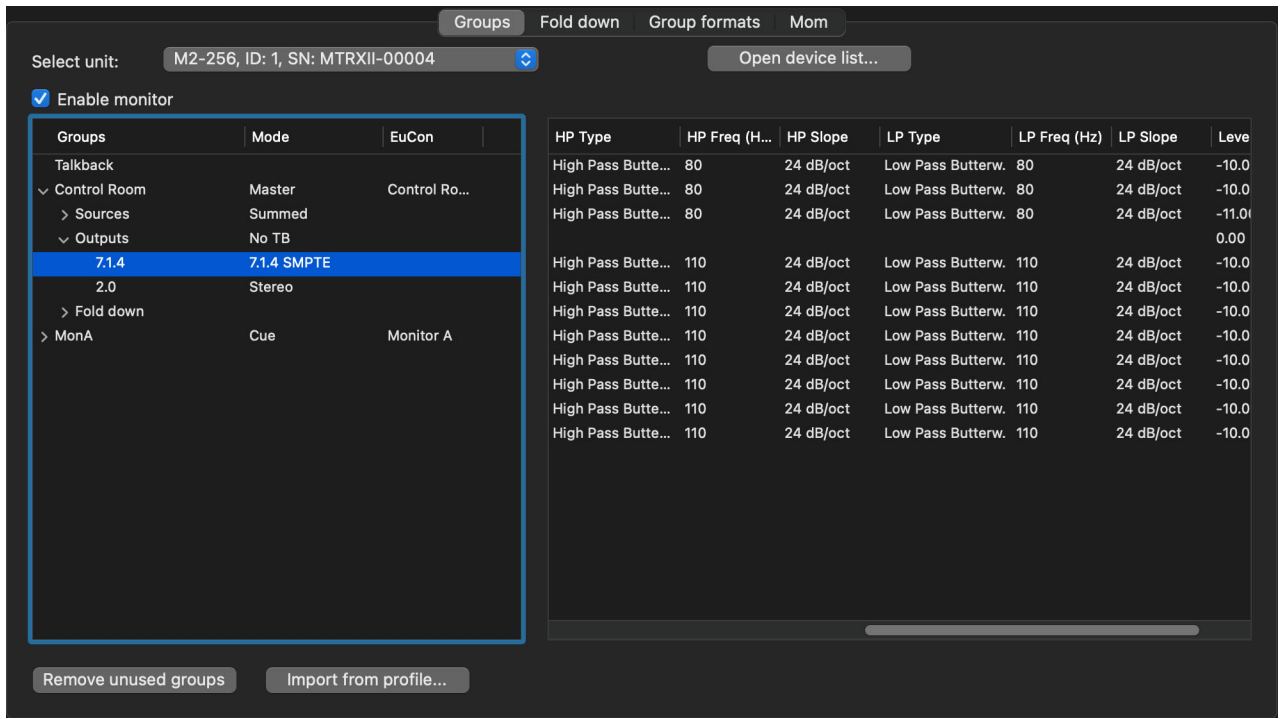 Groups Fold down Group formats Mom
Select unit: M2-256, ID: 1, SN: MTRXII-00004 Open device list...
Enable monitor
Groups Mode EuCon
Talkback
Control Room Master Control Ro...
Sources Summed
Outputs No TB
7.1.4 7.1.4 SMPTE
2.0 Stereo
Fold down
MonA Cue Monitor A
HP Type HP Freq (H... HP Slope LP Type LP Freq (Hz) LP Slope Leve
High Pass Butte... 80 24 dB/oct Low Pass Butterw. 80 24 dB/oct -10.0
High Pass Butte... 80 24 dB/oct Low Pass Butterw. 80 24 dB/oct -10.0
High Pass Butte... 80 24 dB/oct Low Pass Butterw. 80 24 dB/oct -11.00
0.00
High Pass Butte... 110 24 dB/oct Low Pass Butterw. 110 24 dB/oct -10.0
High Pass Butte... 110 24 dB/oct Low Pass Butterw. 110 24 dB/oct -10.0
High Pass Butte... 110 24 dB/oct Low Pass Butterw. 110 24 dB/oct -10.0
High Pass Butte... 110 24 dB/oct Low Pass Butterw. 110 24 dB/oct -10.0
High Pass Butte... 110 24 dB/oct Low Pass Butterw. 110 24 dB/oct -10.0
High Pass Butte... 110 24 dB/oct Low Pass Butterw. 110 24 dB/oct -10.0
High Pass Butte... 110 24 dB/oct Low Pass Butterw. 110 24 dB/oct -10.0
High Pass Butte... 110 24 dB/oct Low Pass Butterw. 110 24 dB/oct -10.0
Remove unused groups Import from profile...